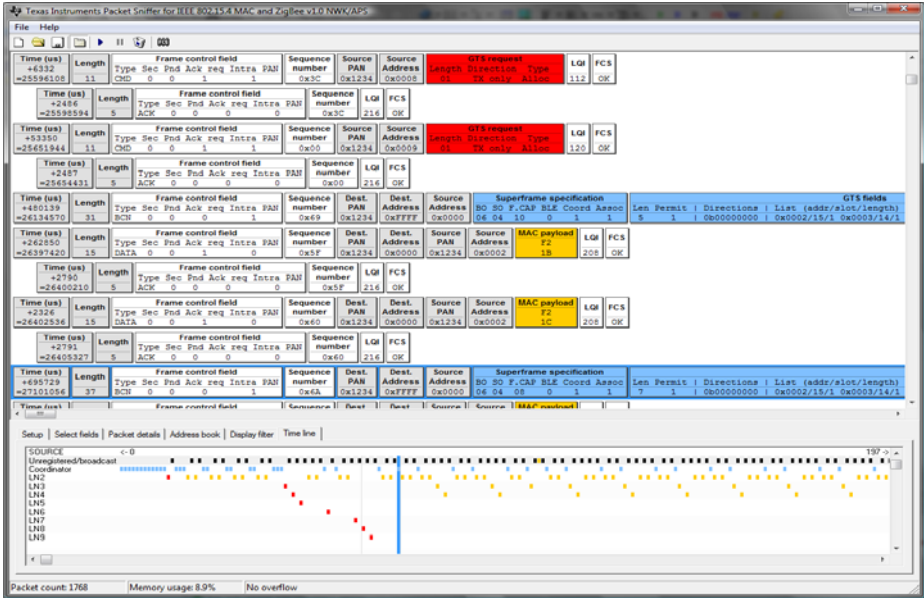 Texas Instruments Packet Sniffer for IEEE 802.15.4 MAC and ZigBee v1.0 NWK/APS
File Help
Time (us) Length Frame control field Sequence number Source PAN Source Address GTS request LQI FCS
+6332 Type Sec Pnd Ack req Intra PAN Length Direction Type
=25596108 11 CMD 0 0 1 1 0x3C 0x1234 0x0008 01 TX only Alloc 112 OK
Time (us) Length Frame control field Sequence number LQI FCS
+2486 Type Sec Pnd Ack req Intra PAN
=25598594 5 ACK 0 0 0 0 0x3C 216 OK
Time (us) Length Frame control field Sequence number Source PAN Source Address GTS request LQI FCS
+53350 Type Sec Pnd Ack req Intra PAN Length Direction Type
=25651944 11 CMD 0 0 1 1 0x00 0x1234 0x0009 01 TX only Alloc 120 OK
Time (us) Length Frame control field Sequence number LQI FCS
+2487 Type Sec Pnd Ack req Intra PAN
=25654431 5 ACK 0 0 0 0 0x00 216 OK
Time (us) Length Frame control field Sequence number Dest. PAN Dest. Address Source Address Superframe specification GTS fields
+480139 Type Sec Pnd Ack req Intra PAN BO SO F.CAP BLE Coord Assoc Len Permit | Directions | List (addr/slot/length)
=26134570 31 BCN 0 0 0 1 0x69 0x1234 0xFFFF 0x0000 06 04 10 0 1 1 5 1 | 0b00000000 | 0x0002/15/1 0x0003/14/1
Time (us) Length Frame control field Sequence number Dest. PAN Dest. Address Source PAN Source Address MAC payload LQI FCS
+262850 Type Sec Pnd Ack req Intra PAN F2
=26397420 15 DATA 0 0 1 0 0x5F 0x1234 0x0000 0x1234 0x0002 1B 208 OK
Time (us) Length Frame control field Sequence number LQI FCS
+2790 Type Sec Pnd Ack req Intra PAN
=26400210 5 ACK 0 0 0 0 0x5F 216 OK
Time (us) Length Frame control field Sequence number Dest. PAN Dest. Address Source PAN Source Address MAC payload LQI FCS
+2326 Type Sec Pnd Ack req Intra PAN F2
=26402536 15 DATA 0 0 1 0 0x60 0x1234 0x0000 0x1234 0x0002 1C 208 OK
Time (us) Length Frame control field Sequence number LQI FCS
+2791 Type Sec Pnd Ack req Intra PAN
=26405327 5 ACK 0 0 0 0 0x60 216 OK
Time (us) Length Frame control field Sequence number Dest. PAN Dest. Address Source Address Superframe specification
+695729 Type Sec Pnd Ack req Intra PAN BO SO F.CAP BLE Coord Assoc Len Permit | Directions | List (addr/slot/length)
=27101056 37 BCN 0 0 0 1 0x6A 0x1234 0xFFFF 0x0000 06 04 08 0 1 1 7 1 | 0b00000000 | 0x0002/15/1 0x0003/14/1
Time (us) Frame control field Sequence Dest. Dest. Source Source MAC payload
Setup Select fields Packet details Address book Display filter Time line
SOURCE <- 0 197 ->
Unregistered/broadcast
Coordinator
LN2
LN3
LN4
LN5
LN6
LN7
LN8
LN9
Packet count: 1768 Memory usage: 8.9% No overflow